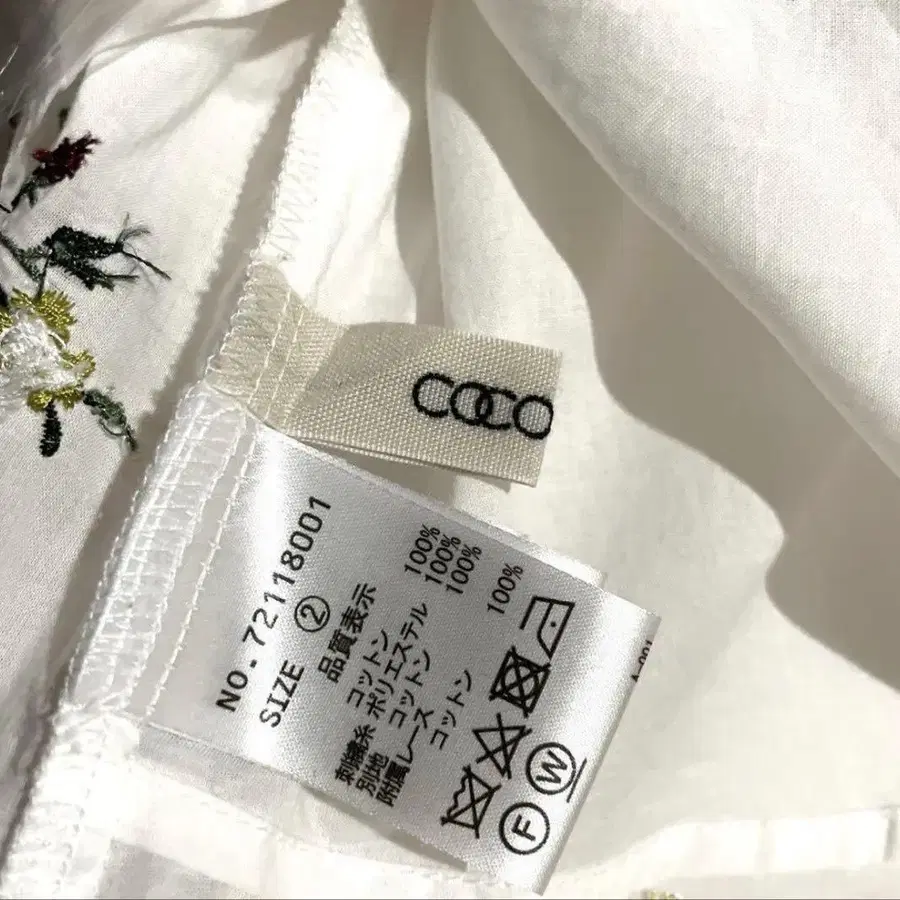 COCO
NO.72118001
SIZE ②
品質表示
コットン 100%
刺繍糸 ポリエステル 100%
別地 コットン 100%
附属レース
コットン 100%
W
F